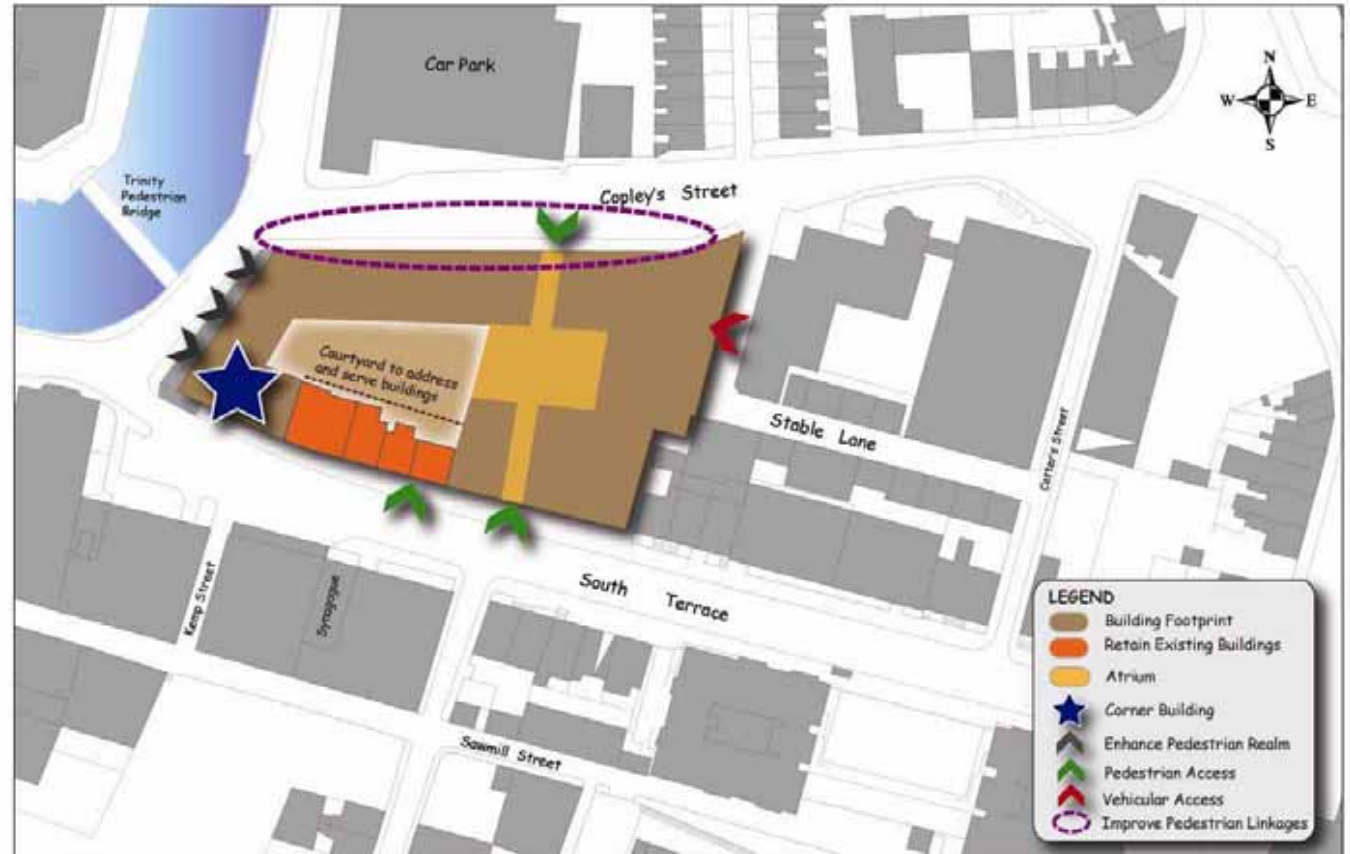 Car Park
N
W E
S
Trinity
Pedestrian
Bridge
Copley's Street
Courtyard to address
and serve buildings
Stable Lane
Cotter's Street
South Terrace
Kemp Street
Synagogue
Sawmill Street
LEGEND
Building Footprint
Retain Existing Buildings
Atrium
Corner Building
Enhance Pedestrian Realm
Pedestrian Access
Vehicular Access
Improve Pedestrian Linkages